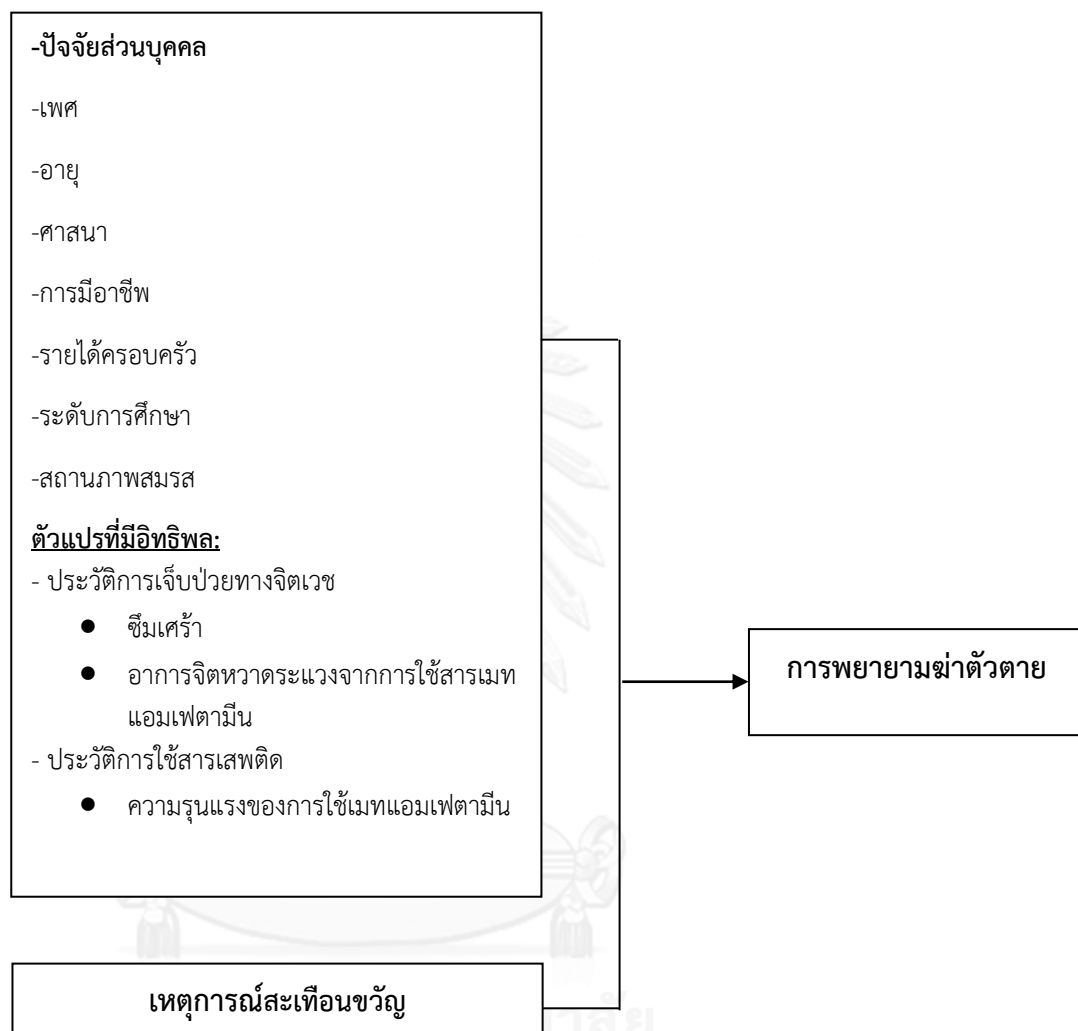 -ปัจจัยส่วนบุคคล
-เพศ
-อายุ
-ศาสนา
-การมีอาชีพ
-รายได้ครอบครัว
-ระดับการศึกษา
-สถานภาพสมรส
ตัวแปรที่มีอิทธิพล:
- ประวัติการเจ็บป่วยทางจิตเวช
● ซึมเศร้า
● อาการจิตหวาดระแวงจากการใช้สารเมท
แอมเฟตามีน
- ประวัติการใช้สารเสพติด
● ความรุนแรงของการใช้เมทแอมเฟตามีน
การพยายามฆ่าตัวตาย
เหตุการณ์สะเทือนขวัญ